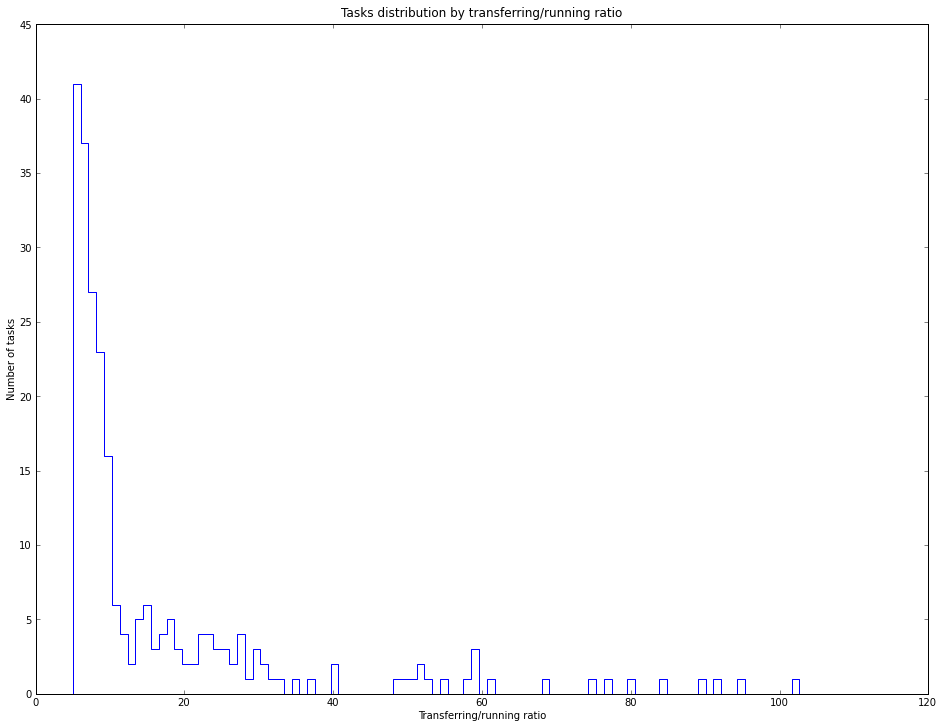 Tasks distribution by transferring/running ratio
45
40
35
30
25
20
15
10
5
0
Number of tasks
0 20 40 60 80 100 120
Transferring/running ratio